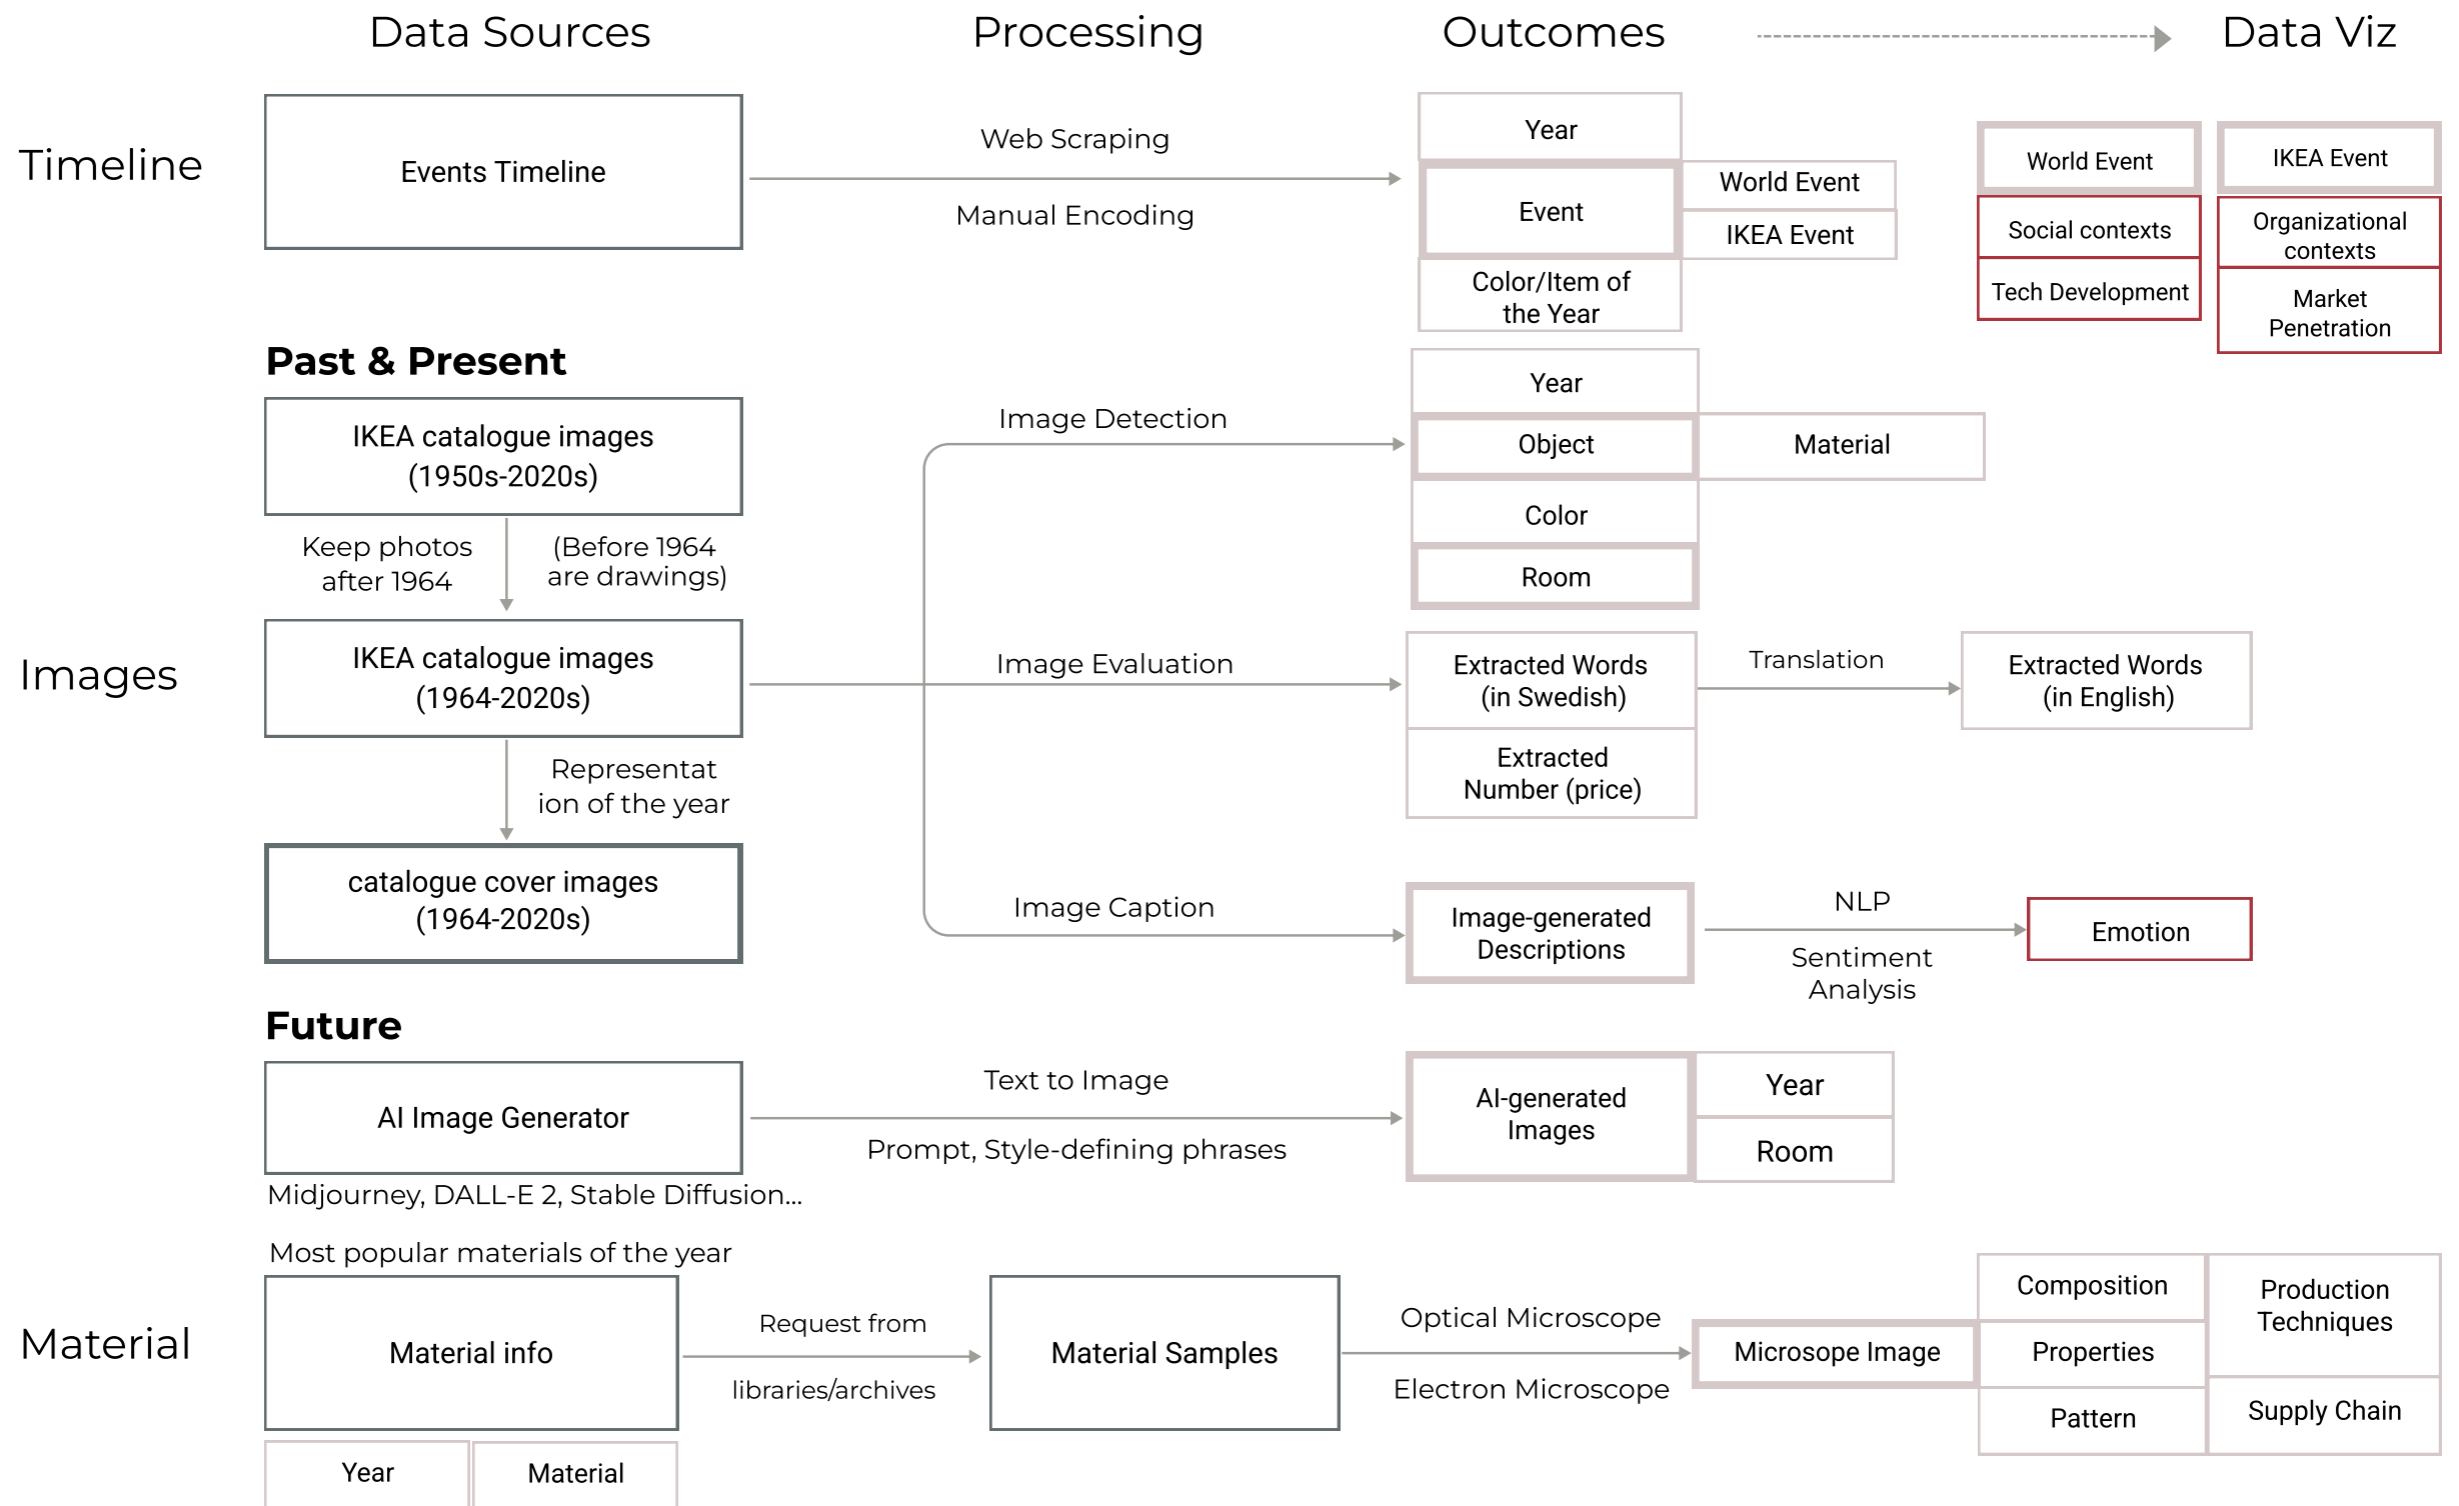 Data Sources
Processing
Outcomes
Data Viz
Timeline
Events Timeline
Web Scraping
Manual Encoding
Year
Event
World Event
IKEA Event
Color/Item of
the Year
World Event
Social contexts
Tech Development
IKEA Event
Organizational
contexts
Market
Penetration
Past & Present
Images
IKEA catalogue images
(1950s-2020s)
Keep photos
after 1964
(Before 1964
are drawings)
IKEA catalogue images
(1964-2020s)
Representat
ion of the year
catalogue cover images
(1964-2020s)
Image Detection
Year
Object
Material
Color
Room
Image Evaluation
Extracted Words
(in Swedish)
Extracted
Number (price)
Translation
Extracted Words
(in English)
Image Caption
Image-generated
Descriptions
NLP
Sentiment
Analysis
Emotion
Future
AI Image Generator
Midjourney, DALL-E 2, Stable Diffusion...
Text to Image
Prompt, Style-defining phrases
AI-generated
Images
Year
Room
Material
Most popular materials of the year
Material info
Year
Material
Request from
libraries/archives
Material Samples
Optical Microscope
Electron Microscope
Microsope Image
Composition
Properties
Pattern
Production
Techniques
Supply Chain